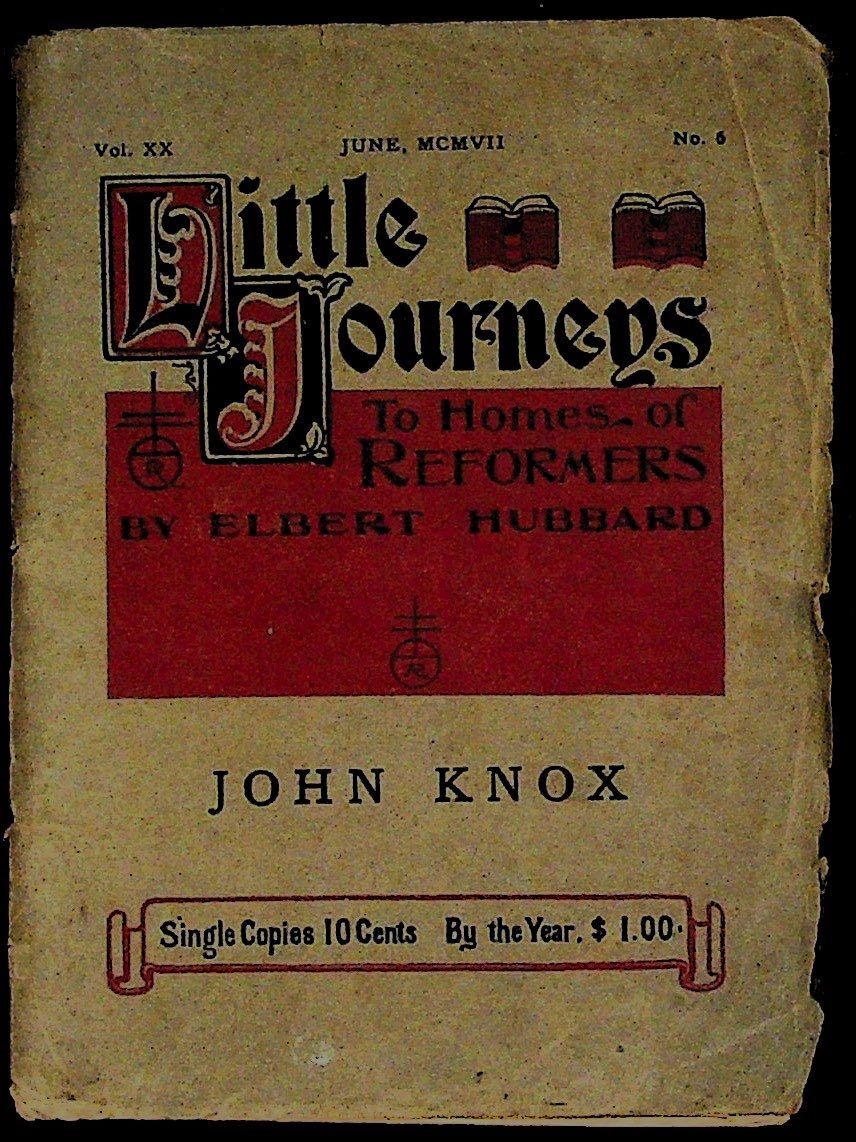 Vol. XX JUNE, MCMVII No. 6
Little
Journeys
To Homes of
REFORMERS
BY ELBERT HUBBARD
R
R
JOHN KNOX
Single Copies 10 Cents By the Year, $ 1.00